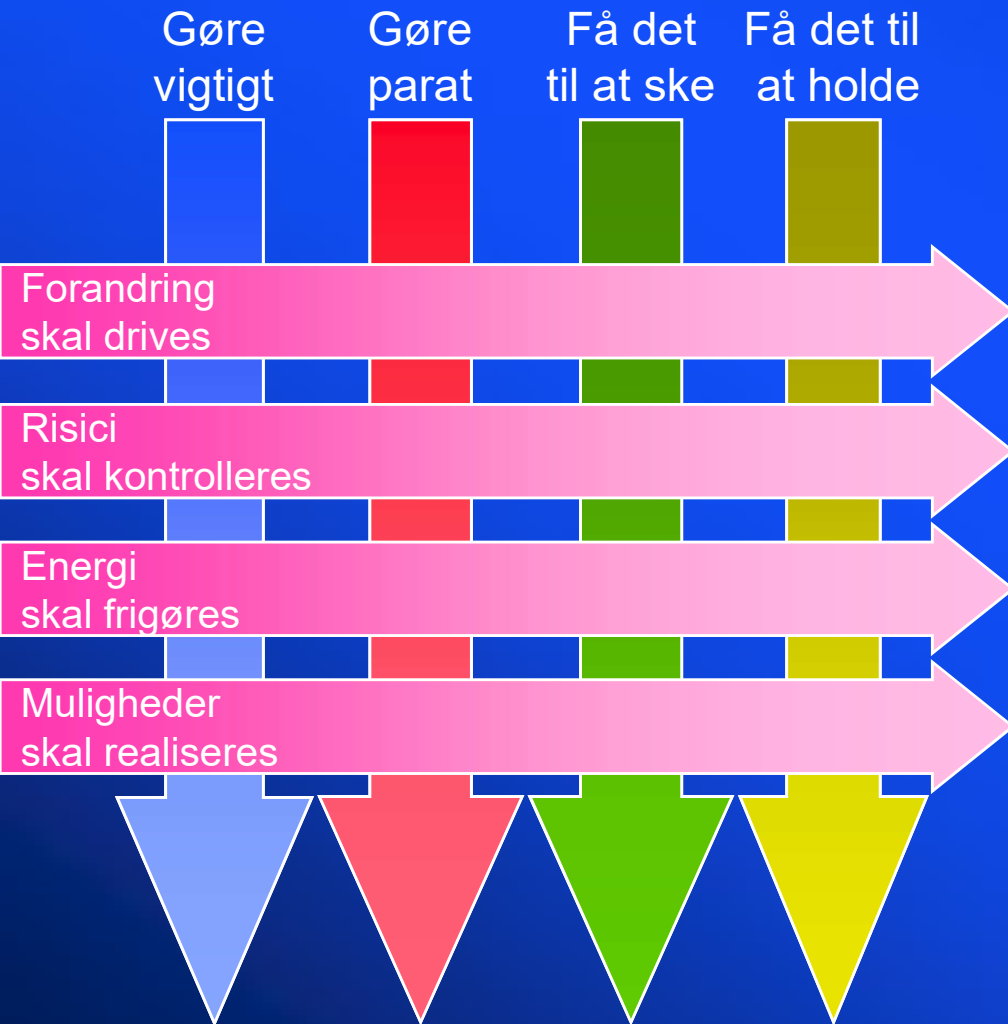 Gøre
vigtigt
Gøre
parat
Få det
til at ske
Få det til
at holde
Forandring
skal drives
Risici
skal kontrolleres
Energi
skal frigøres
Muligheder
skal realiseres